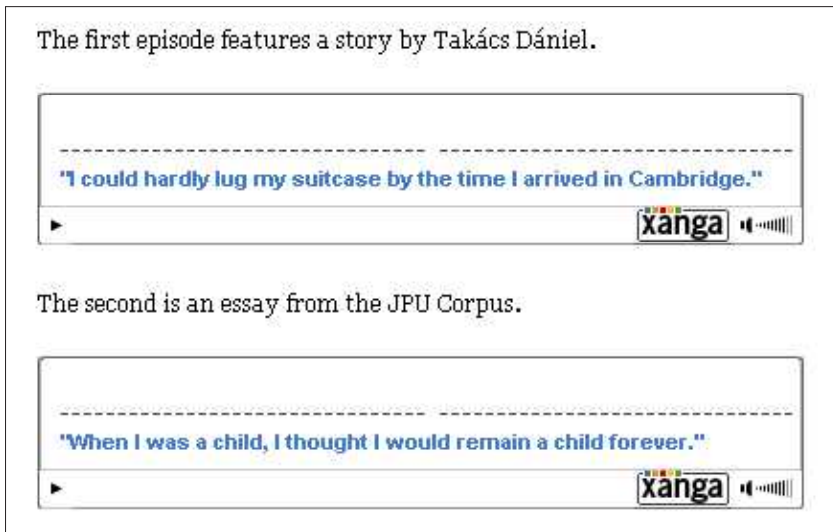 The first episode features a story by Takács Dániel.
"I could hardly lug my suitcase by the time I arrived in Cambridge."
xanga
The second is an essay from the JPU Corpus.
"When I was a child, I thought I would remain a child forever."
xanga